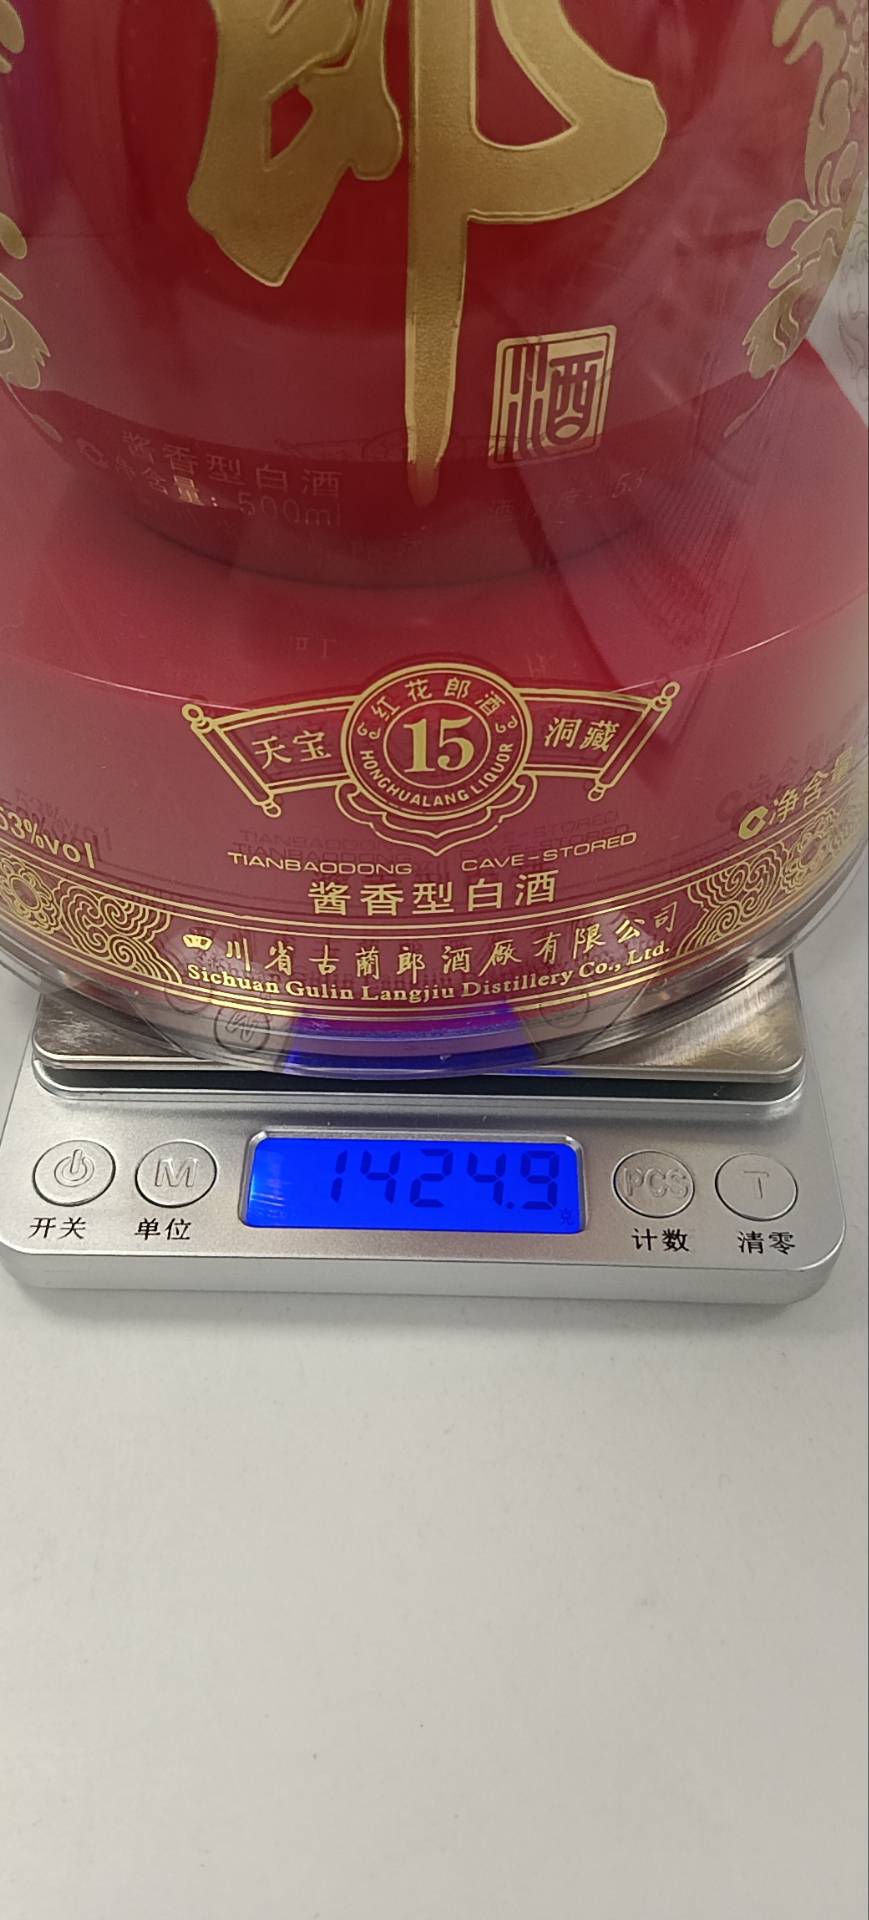 郎
酒
酱香型白酒
净含量：500ml
53
红花郎酒
天宝
15
洞藏
HONGHUALANG LIQUOR
53%vol
净含量
TIANBAODONG CAVE-STORED
酱香型白酒
四川省古蔺郎酒厰有限公司
Sichuan Gulin Langjiu Distillery Co., Ltd.
1424.9
克
M
PCS
T
开关
单位
计数
清零